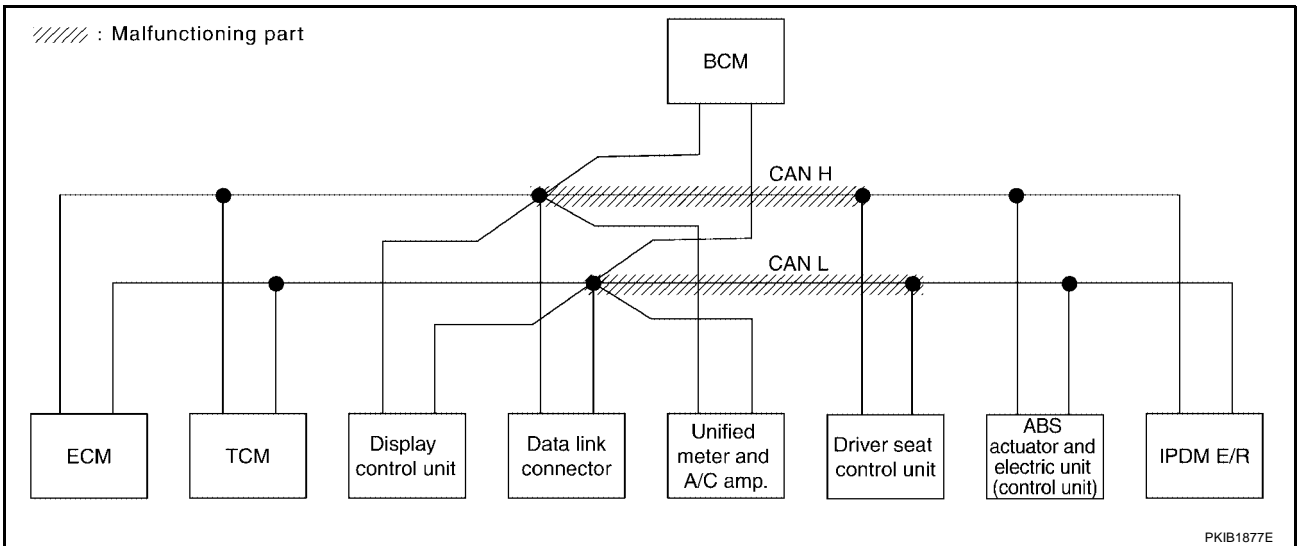 : Malfunctioning part
BCM
CAN H
CAN L
ECM
TCM
Display
control unit
Data link
connector
Unified
meter and
A/C amp.
Driver seat
control unit
ABS
actuator and
electric unit
(control unit)
IPDM E/R
PKIB1877E